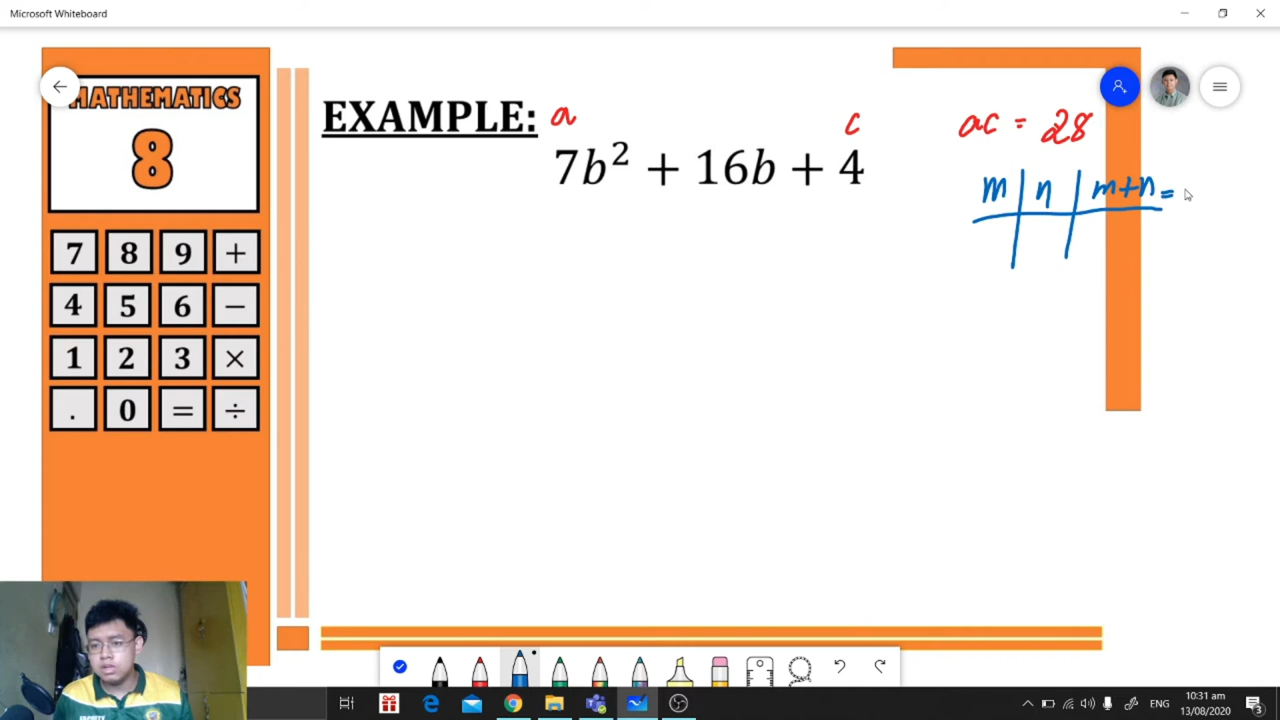 Microsoft Whiteboard
MATHEMATICS
8
7 8 9 +
4 5 6 −
1 2 3 ×
. 0 = ÷
EXAMPLE:
a c
7b² + 16b + 4
ac = 28
m | n | m+n =
ENG
10:31 am
13/08/2020
3